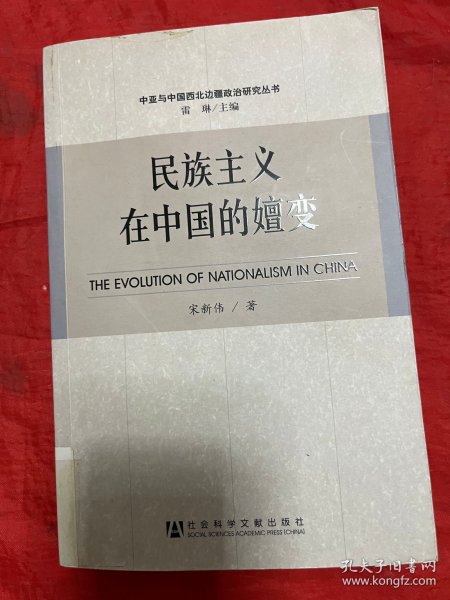 中亚与中国西北边疆政治研究丛书
雷 琳/主编
民族主义
在中国的嬗变
THE EVOLUTION OF NATIONALISM IN CHINA
宋新伟 / 著
社会科学文献出版社
SOCIAL SCIENCES ACADEMIC PRESS (CHINA)
孔夫子旧书网
www.kongfz.com